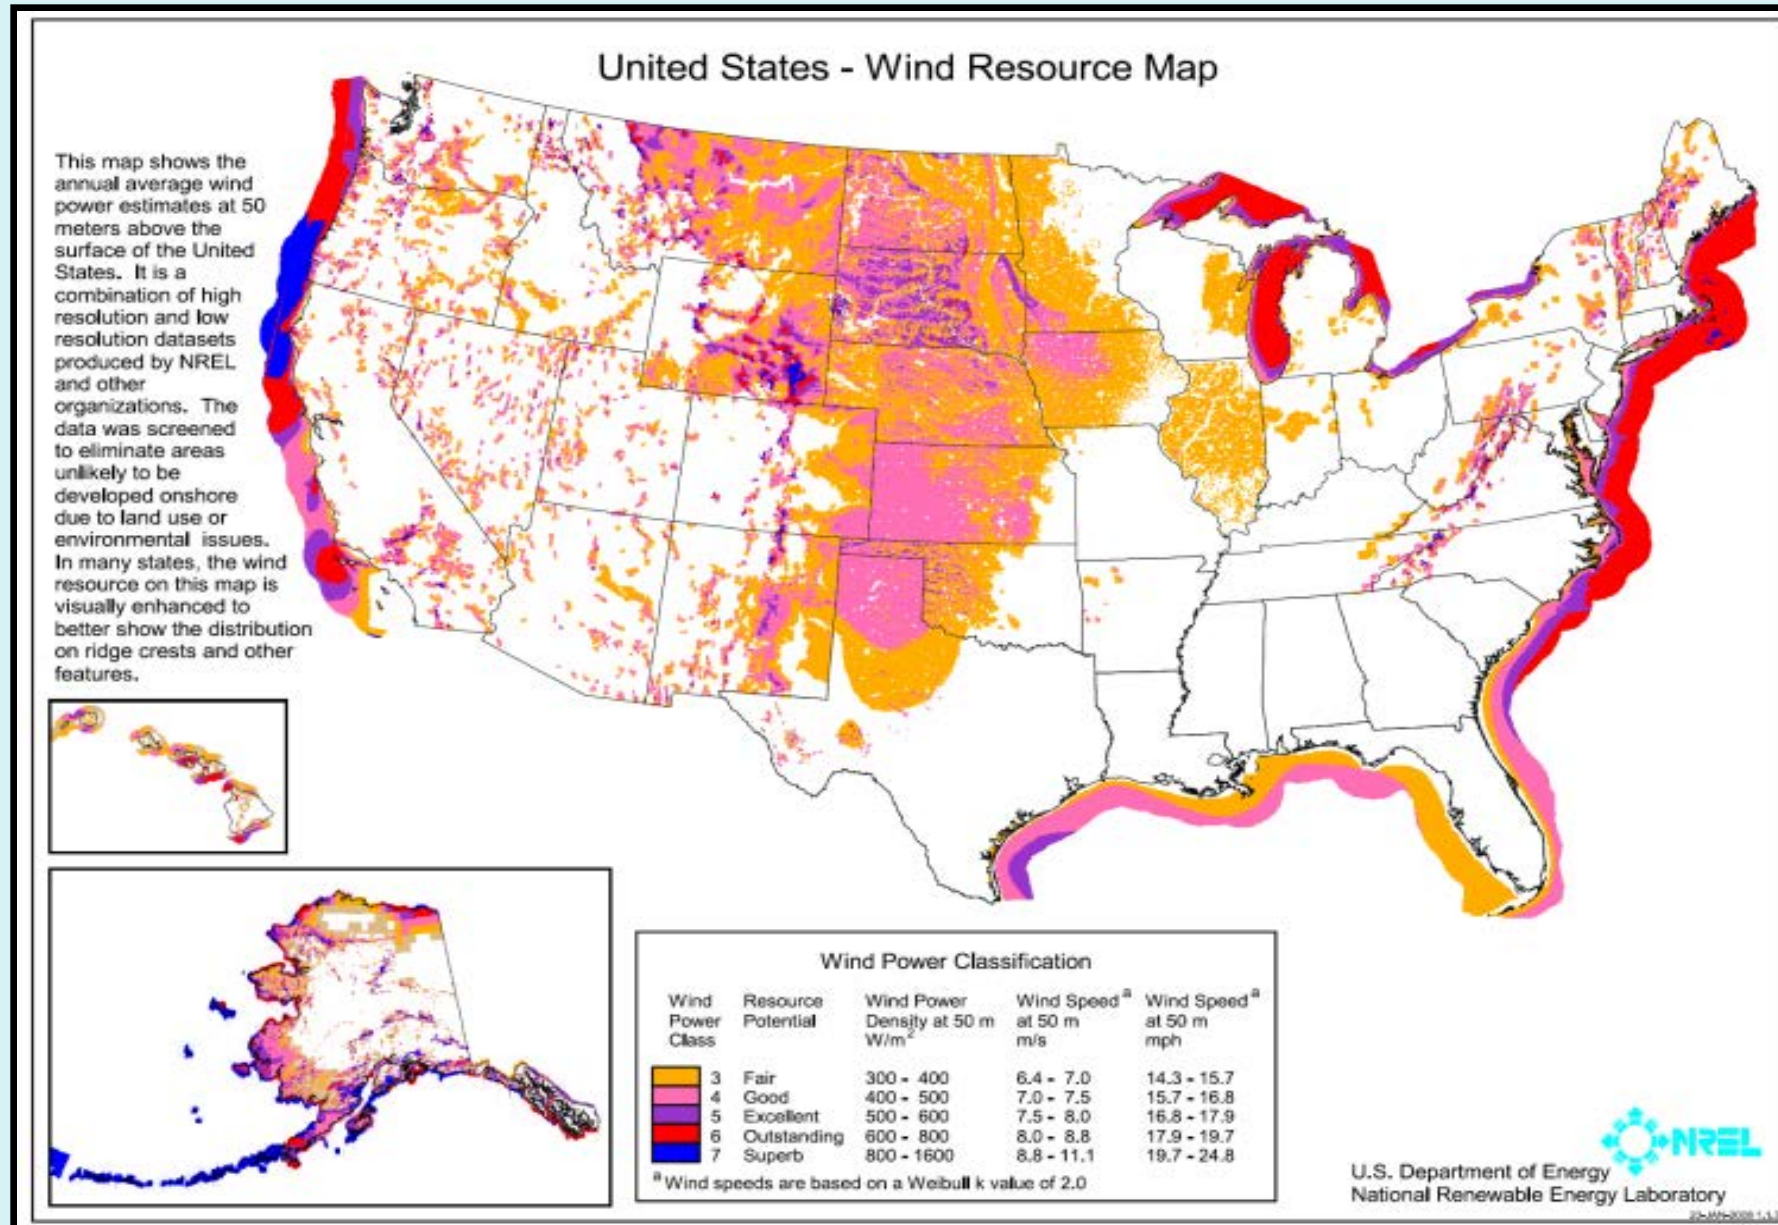 United States - Wind Resource Map
This map shows the
annual average wind
power estimates at 50
meters above the
surface of the United
States. It is a
combination of high
resolution and low
resolution datasets
produced by NREL
and other
organizations. The
data was screened
to eliminate areas
unlikely to be
developed onshore
due to land use or
environmental issues.
In many states, the wind
resource on this map is
visually enhanced to
better show the distribution
on ridge crests and other
features.
Wind Power Classification
Wind Resource Wind Power Wind Speed a Wind Speed a
Power Potential Density at 50 m at 50 m at 50 m
Class W/m2 m/s mph
3 Fair 300 - 400 6.4 - 7.0 14.3 - 15.7
4 Good 400 - 500 7.0 - 7.5 15.7 - 16.8
5 Excellent 500 - 600 7.5 - 8.0 16.8 - 17.9
6 Outstanding 600 - 800 8.0 - 8.8 17.9 - 19.7
7 Superb 800 - 1600 8.8 - 11.1 19.7 - 24.8
a Wind speeds are based on a Weibull k value of 2.0
NREL
U.S. Department of Energy
National Renewable Energy Laboratory